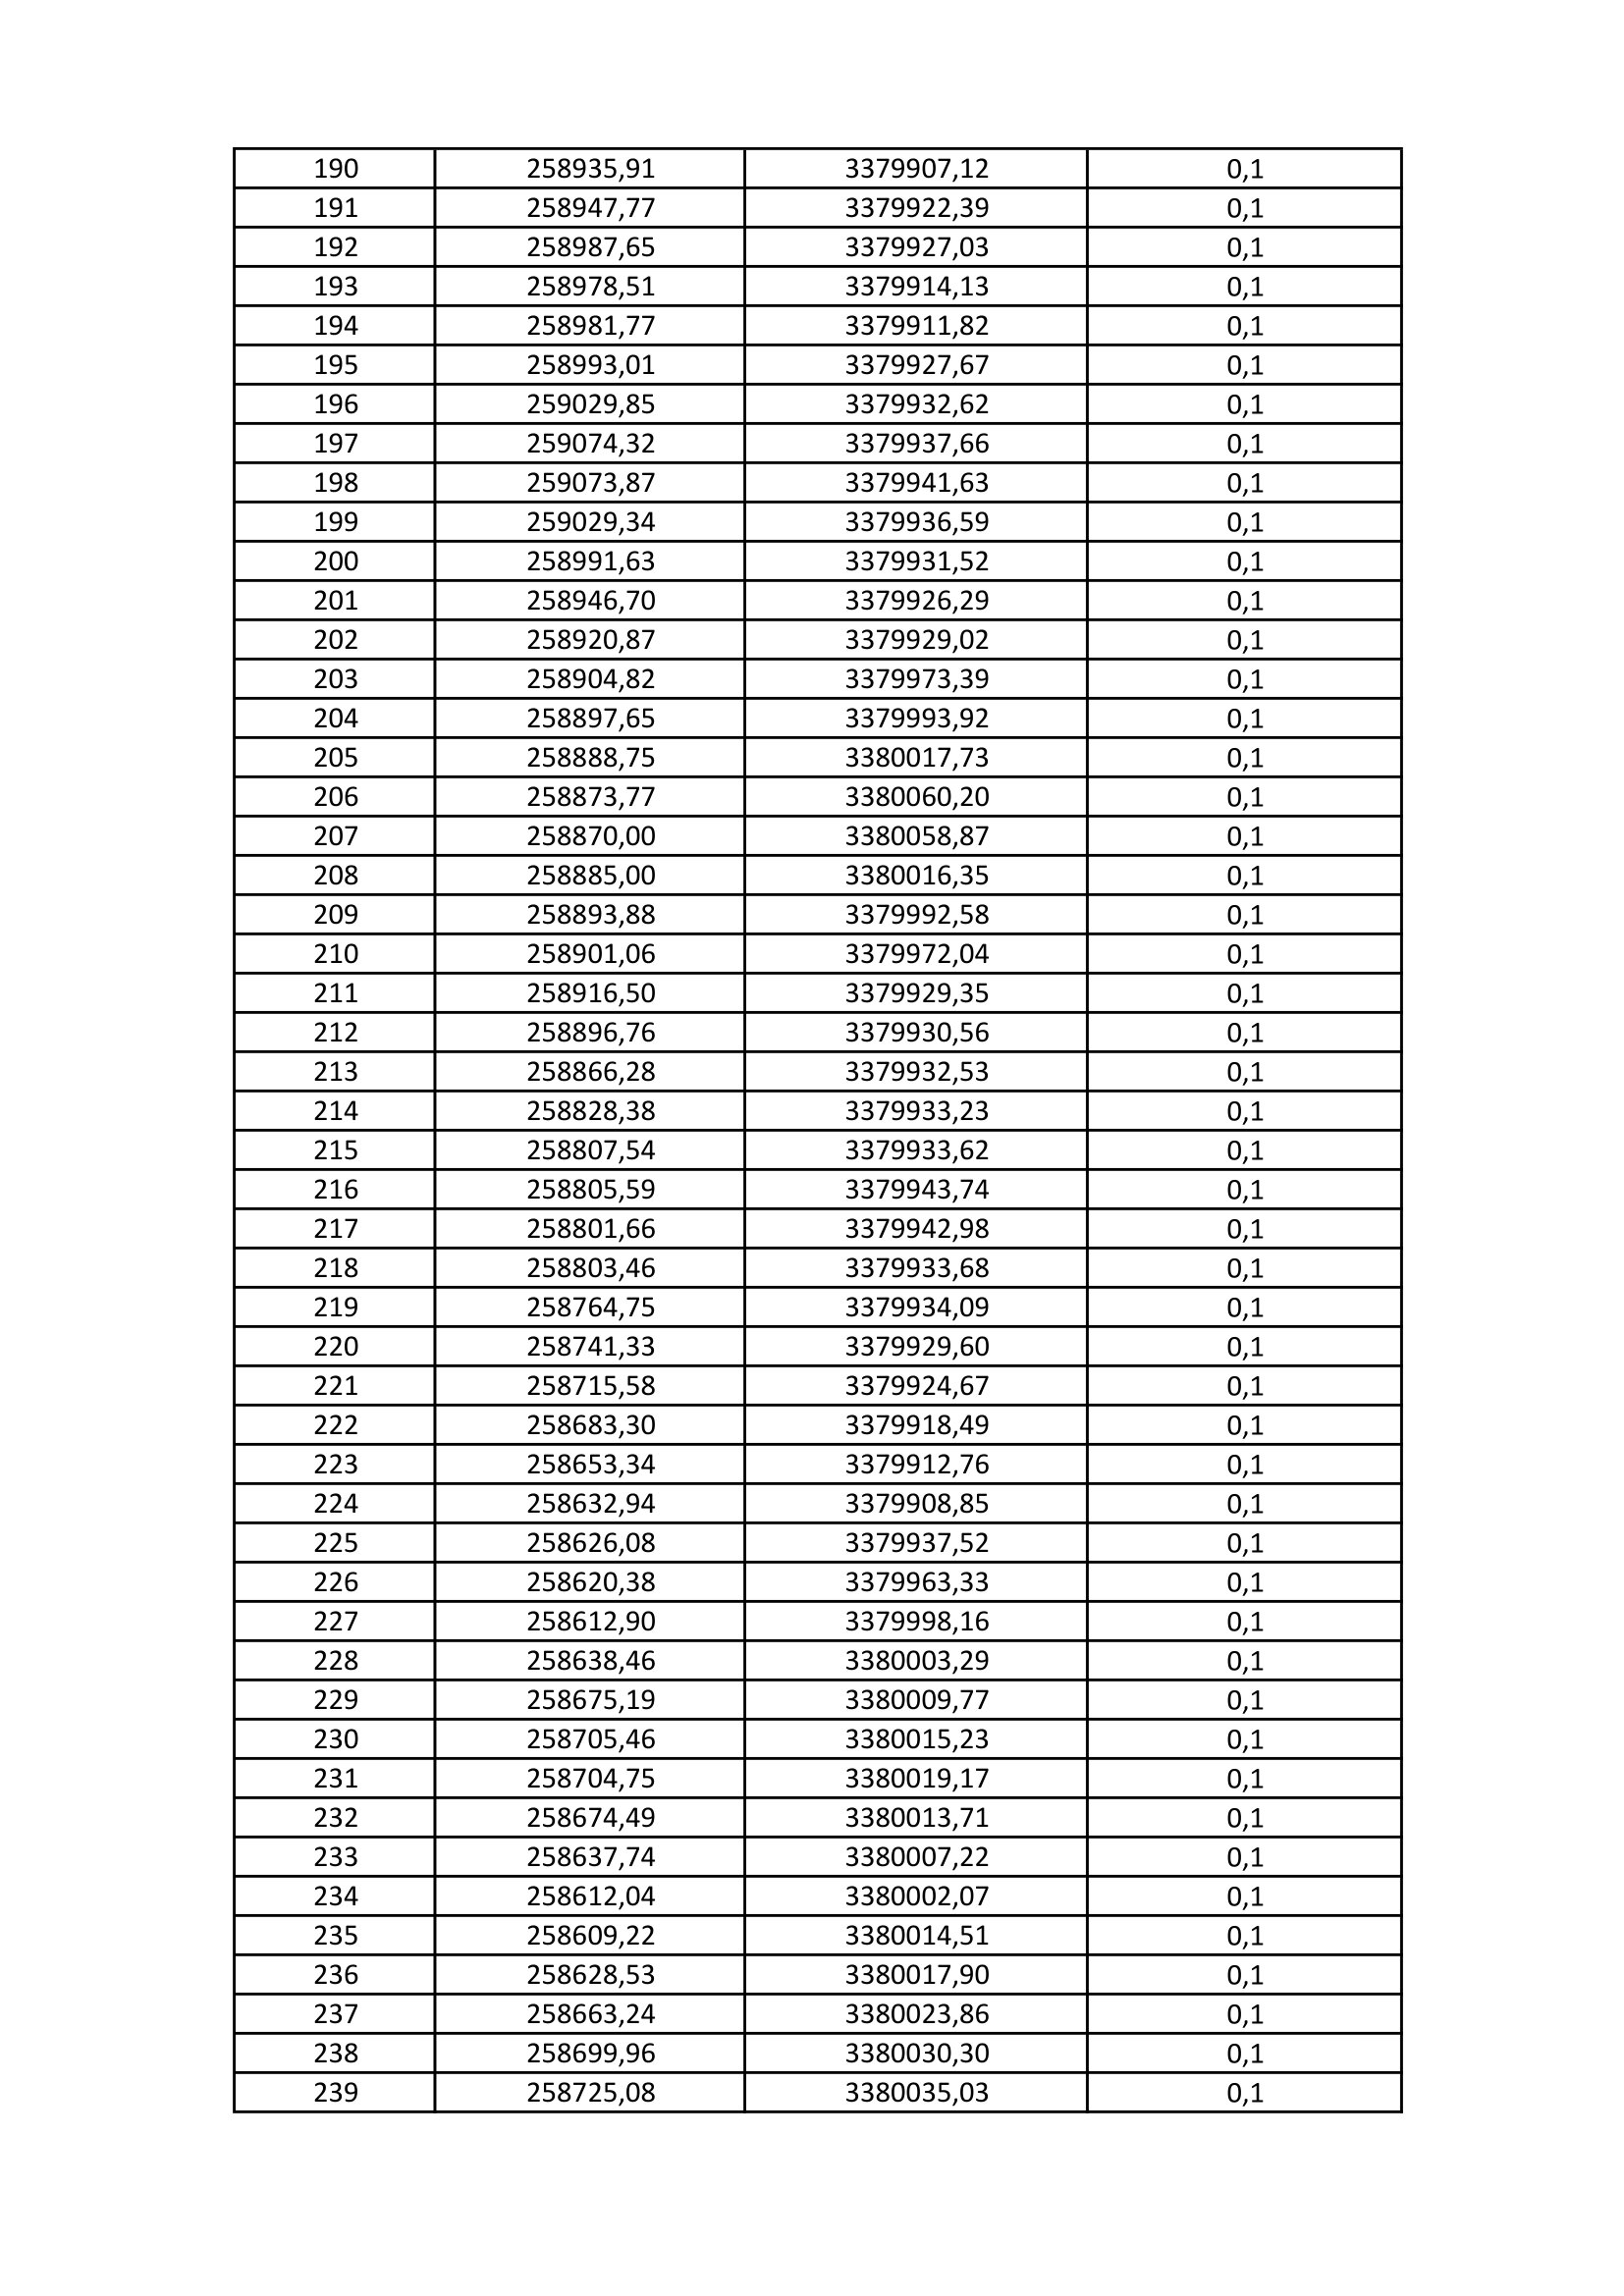 190 258935,91 3379907,12 0,1
191 258947,77 3379922,39 0,1
192 258987,65 3379927,03 0,1
193 258978,51 3379914,13 0,1
194 258981,77 3379911,82 0,1
195 258993,01 3379927,67 0,1
196 259029,85 3379932,62 0,1
197 259074,32 3379937,66 0,1
198 259073,87 3379941,63 0,1
199 259029,34 3379936,59 0,1
200 258991,63 3379931,52 0,1
201 258946,70 3379926,29 0,1
202 258920,87 3379929,02 0,1
203 258904,82 3379973,39 0,1
204 258897,65 3379993,92 0,1
205 258888,75 3380017,73 0,1
206 258873,77 3380060,20 0,1
207 258870,00 3380058,87 0,1
208 258885,00 3380016,35 0,1
209 258893,88 3379992,58 0,1
210 258901,06 3379972,04 0,1
211 258916,50 3379929,35 0,1
212 258896,76 3379930,56 0,1
213 258866,28 3379932,53 0,1
214 258828,38 3379933,23 0,1
215 258807,54 3379933,62 0,1
216 258805,59 3379943,74 0,1
217 258801,66 3379942,98 0,1
218 258803,46 3379933,68 0,1
219 258764,75 3379934,09 0,1
220 258741,33 3379929,60 0,1
221 258715,58 3379924,67 0,1
222 258683,30 3379918,49 0,1
223 258653,34 3379912,76 0,1
224 258632,94 3379908,85 0,1
225 258626,08 3379937,52 0,1
226 258620,38 3379963,33 0,1
227 258612,90 3379998,16 0,1
228 258638,46 3380003,29 0,1
229 258675,19 3380009,77 0,1
230 258705,46 3380015,23 0,1
231 258704,75 3380019,17 0,1
232 258674,49 3380013,71 0,1
233 258637,74 3380007,22 0,1
234 258612,04 3380002,07 0,1
235 258609,22 3380014,51 0,1
236 258628,53 3380017,90 0,1
237 258663,24 3380023,86 0,1
238 258699,96 3380030,30 0,1
239 258725,08 3380035,03 0,1